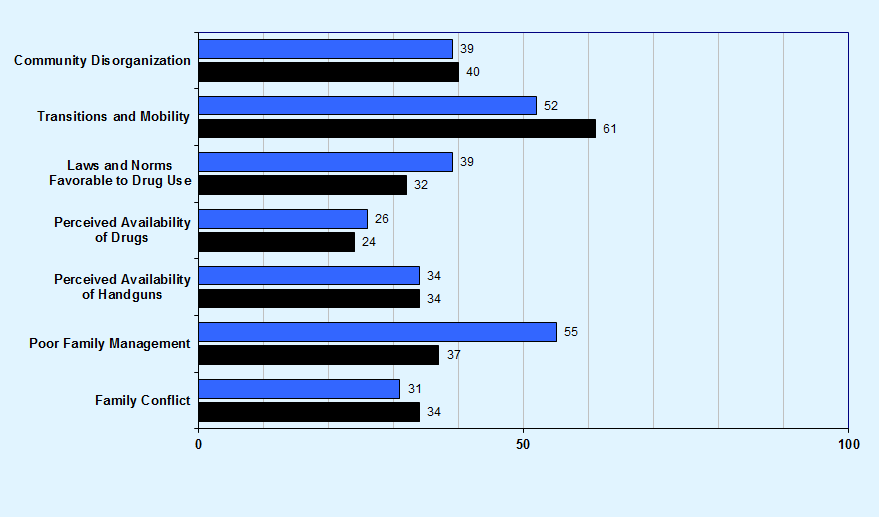 Community Disorganization
39
40
Transitions and Mobility
52
61
Laws and Norms
Favorable to Drug Use
39
32
Perceived Availability
of Drugs
26
24
Perceived Availability
of Handguns
34
34
Poor Family Management
55
37
Family Conflict
31
34
0 50 100